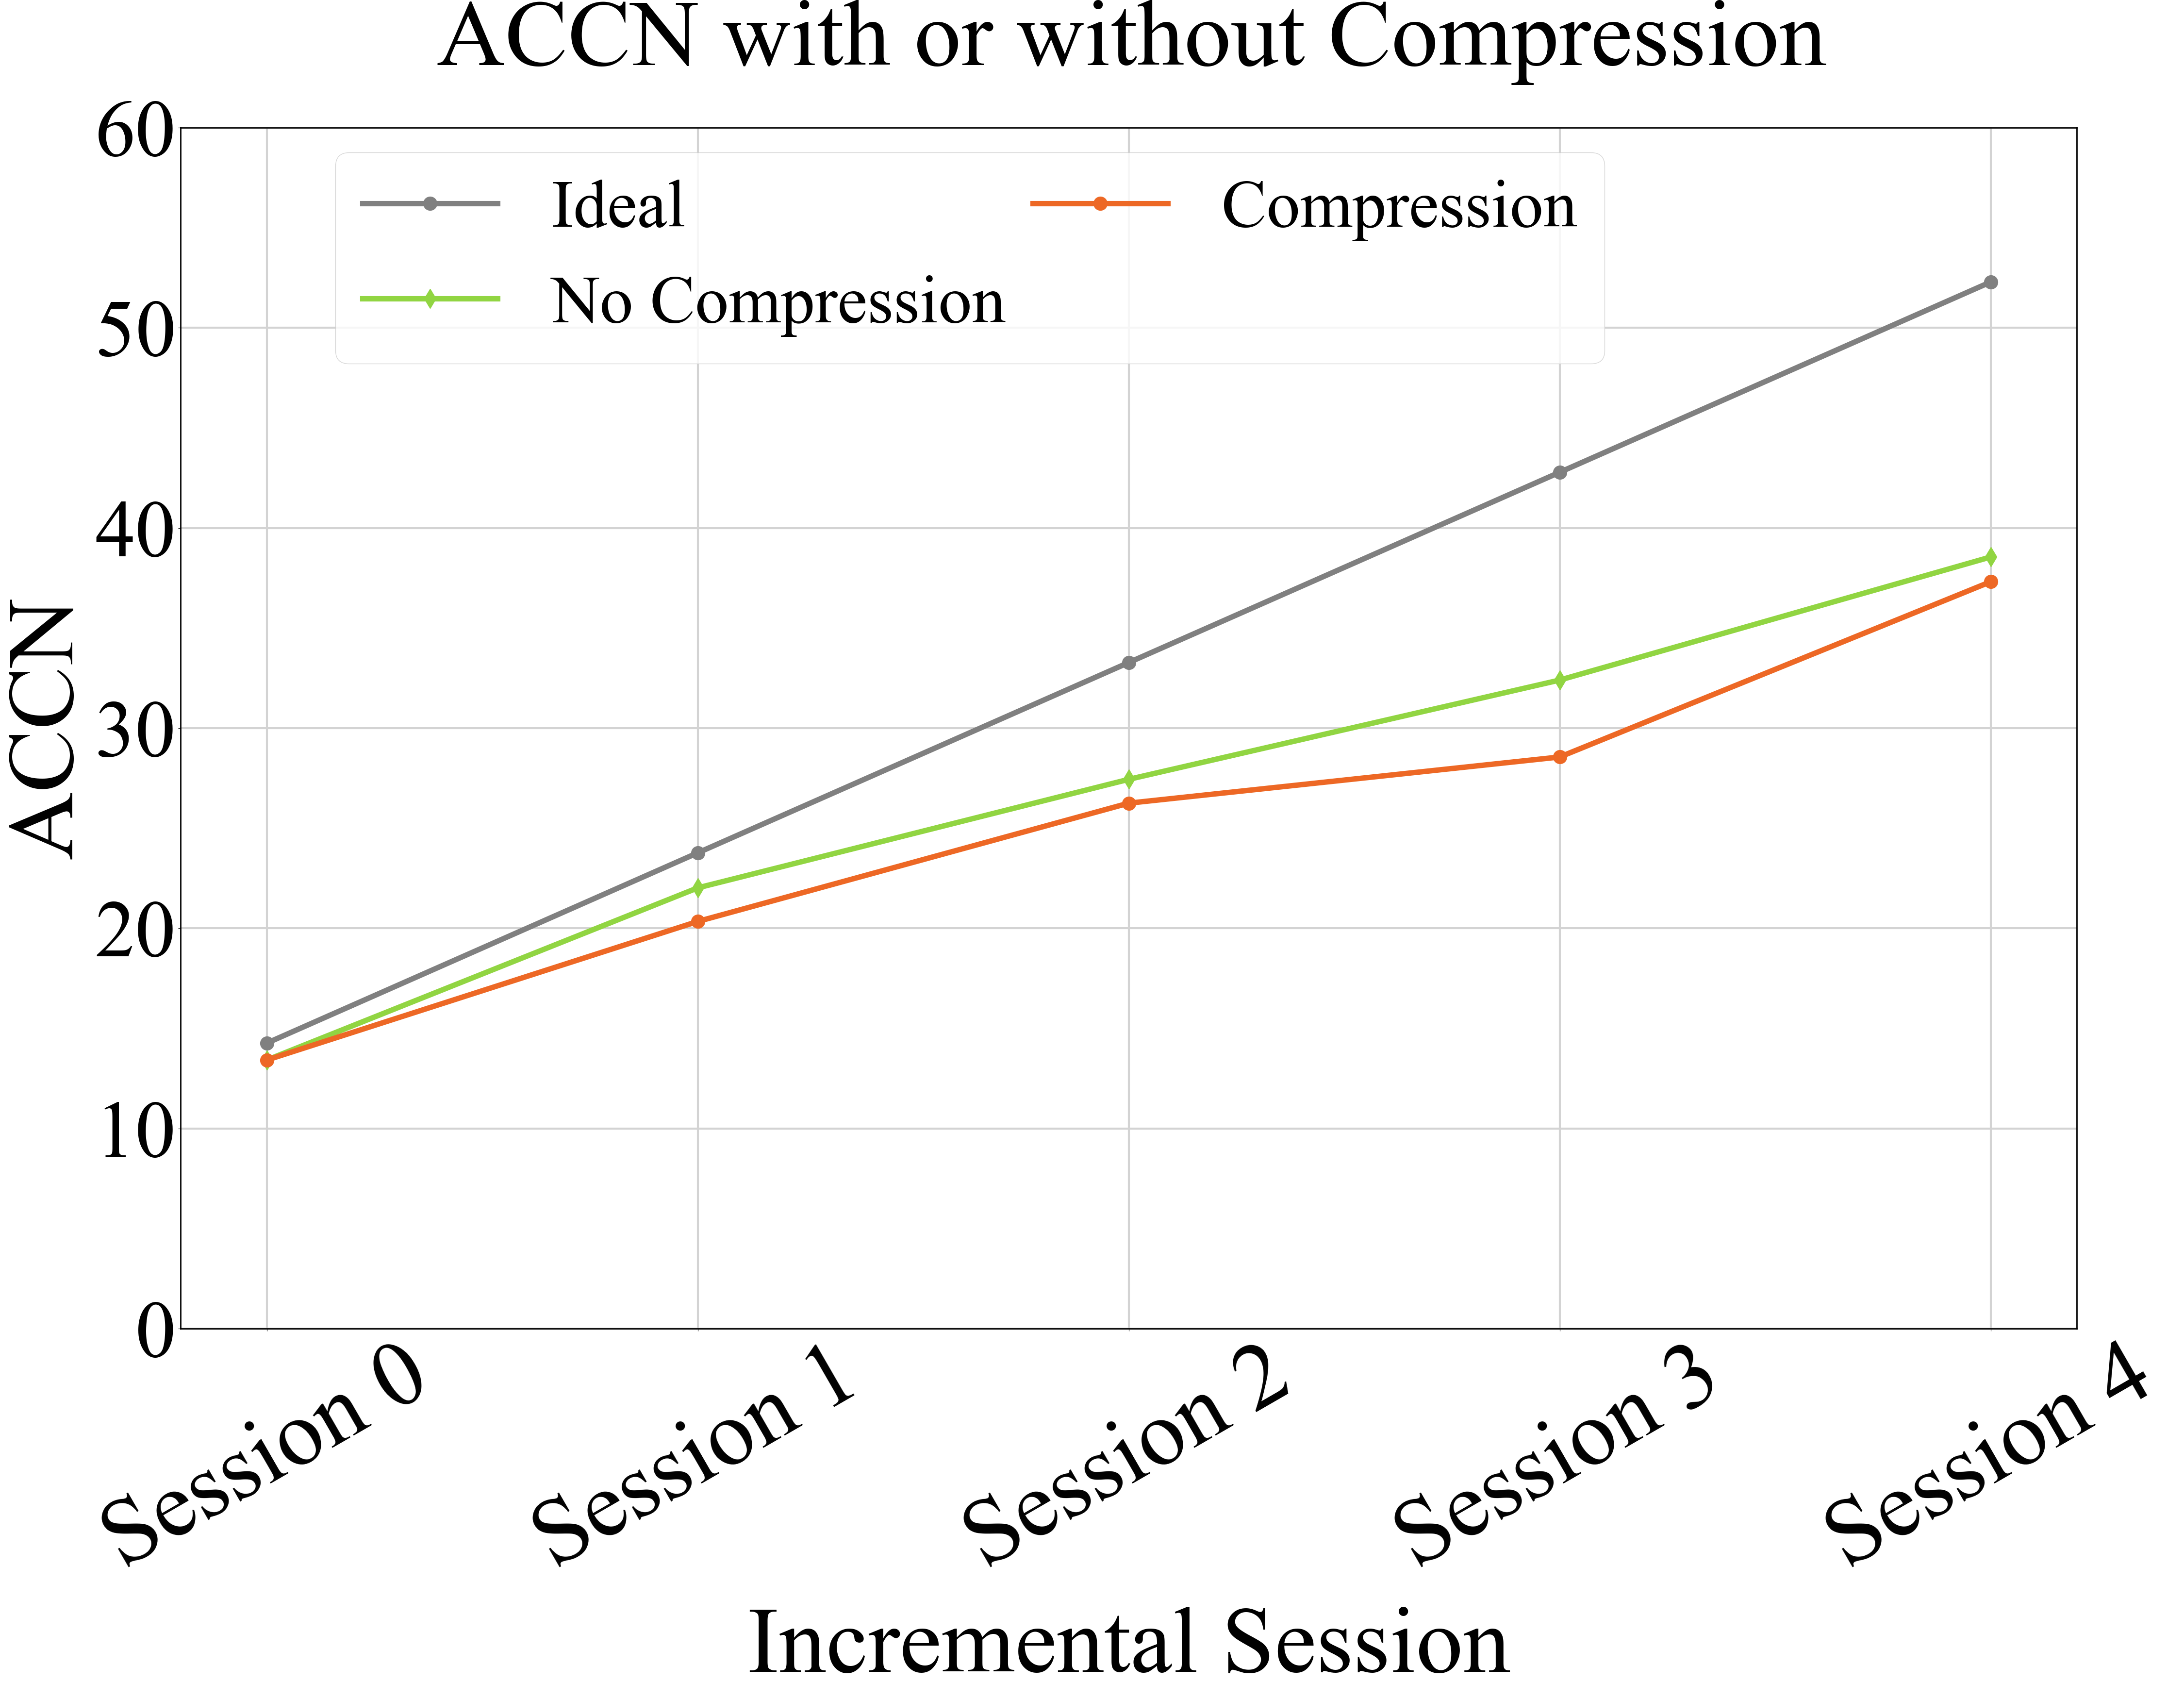 ACCN with or without Compression
60
50
40
30
20
10
0
ACCN
Ideal
No Compression
Compression
Session 0
Session 1
Session 2
Session 3
Session 4
Incremental Session